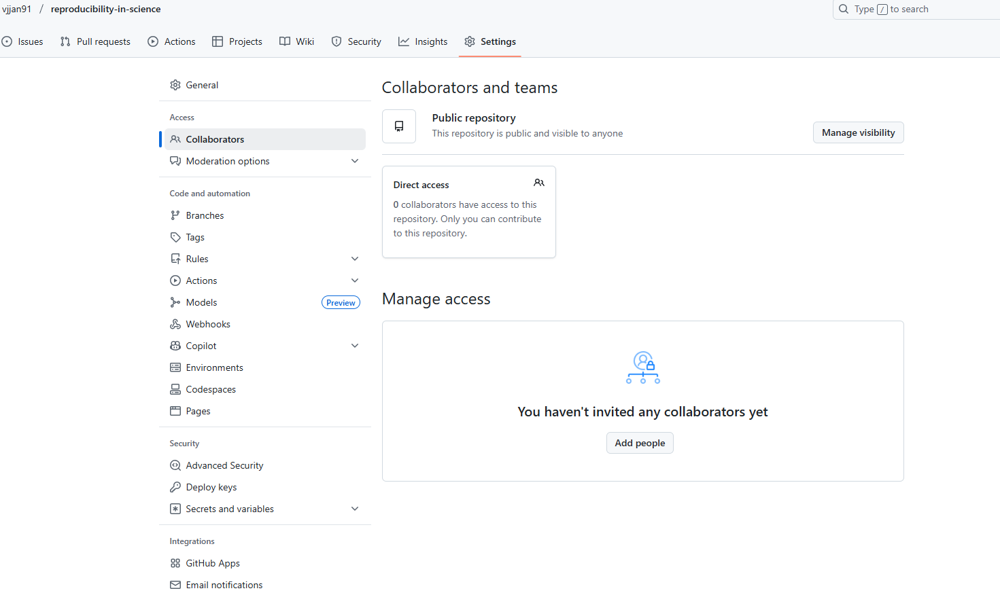 vjjan91 / reproducibility-in-science
Type / to search
Issues Pull requests Actions Projects Wiki Security Insights Settings
General
Access
Collaborators
Moderation options
Code and automation
Branches
Tags
Rules
Actions
Models Preview
Webhooks
Copilot
Environments
Codespaces
Pages
Security
Advanced Security
Deploy keys
Secrets and variables
Integrations
GitHub Apps
Email notifications
Collaborators and teams
Public repository
This repository is public and visible to anyone
Manage visibility
Direct access
0 collaborators have access to this
repository. Only you can contribute
to this repository.
Manage access
You haven't invited any collaborators yet
Add people